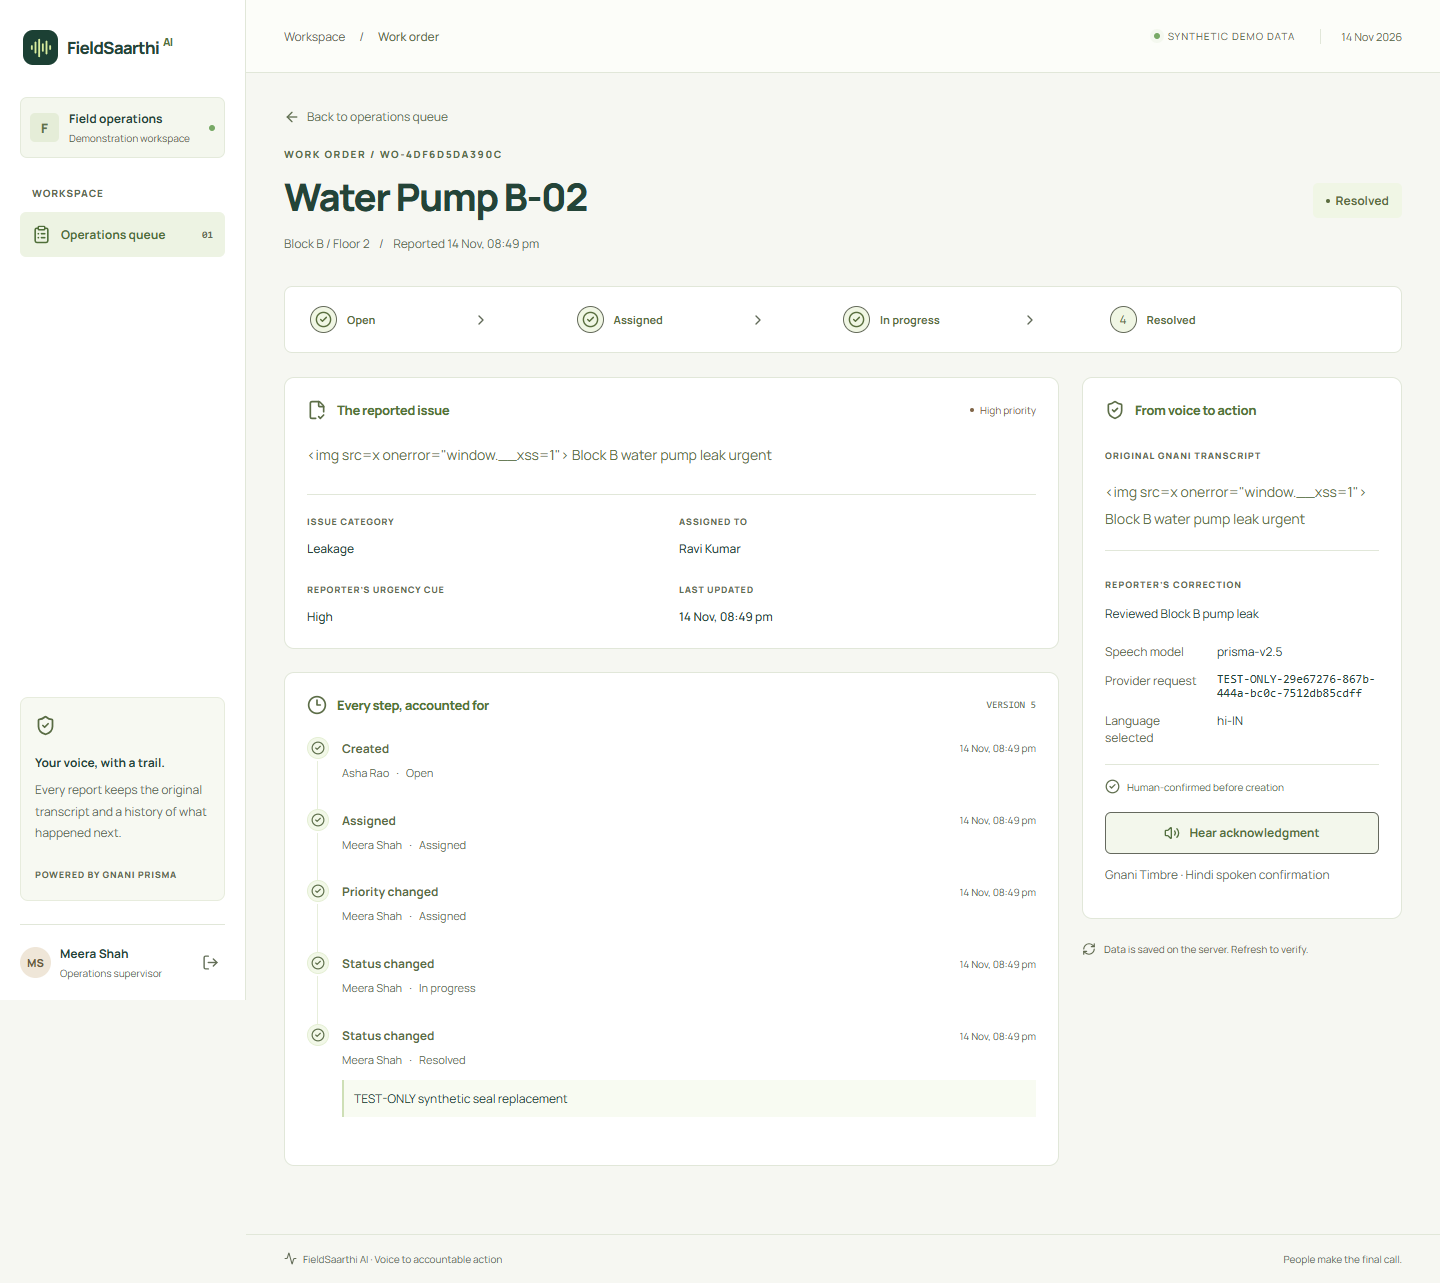 FieldSaarthi AI
Field operations
F
Demonstration workspace
WORKSPACE
Operations queue 01
Your voice, with a trail.
Every report keeps the original
transcript and a history of what
happened next.
POWERED BY GNANI PRISMA
MS
Meera Shah
Operations supervisor
Workspace / Work order
SYNTHETIC DEMO DATA
14 Nov 2026
Back to operations queue
WORK ORDER / WO-4DF6D5DA390C
Water Pump B-02
Resolved
Block B / Floor 2 / Reported 14 Nov, 08:49 pm
Open
Assigned
In progress
4 Resolved
The reported issue
High priority
<img src=x onerror="window.__xss=1"> Block B water pump leak urgent
ISSUE CATEGORY
Leakage
ASSIGNED TO
Ravi Kumar
REPORTER'S URGENCY CUE
High
LAST UPDATED
14 Nov, 08:49 pm
Every step, accounted for
VERSION 5
Created 14 Nov, 08:49 pm
Asha Rao · Open
Assigned 14 Nov, 08:49 pm
Meera Shah · Assigned
Priority changed 14 Nov, 08:49 pm
Meera Shah · Assigned
Status changed 14 Nov, 08:49 pm
Meera Shah · In progress
Status changed 14 Nov, 08:49 pm
Meera Shah · Resolved
TEST-ONLY synthetic seal replacement
From voice to action
ORIGINAL GNANI TRANSCRIPT
<img src=x onerror="window.__xss=1">
Block B water pump leak urgent
REPORTER'S CORRECTION
Reviewed Block B pump leak
Speech model prisma-v2.5
Provider request TEST-ONLY-29e67276-867b-
444a-bc0c-7512db85cdff
Language hi-IN
selected
Human-confirmed before creation
Hear acknowledgment
Gnani Timbre · Hindi spoken confirmation
Data is saved on the server. Refresh to verify.
FieldSaarthi AI · Voice to accountable action
People make the final call.